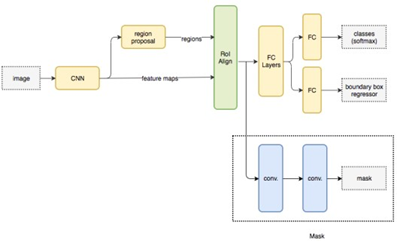 image
CNN
region
proposal
regions
feature maps
RoI
Align
FC
Layers
FC
classes
(softmax)
FC
boundary box
regressor
conv.
conv.
mask
Mask